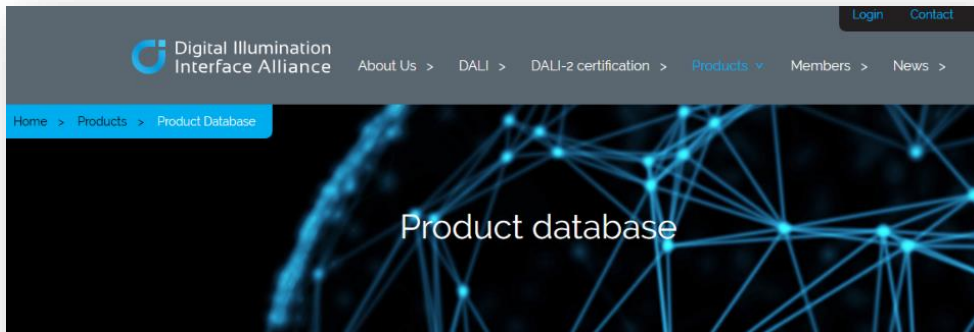 Login Contact
Digital Illumination
Interface Alliance
About Us > DALI > DALI-2 certification > Products > Members > News >
Home > Products > Product Database
Product database